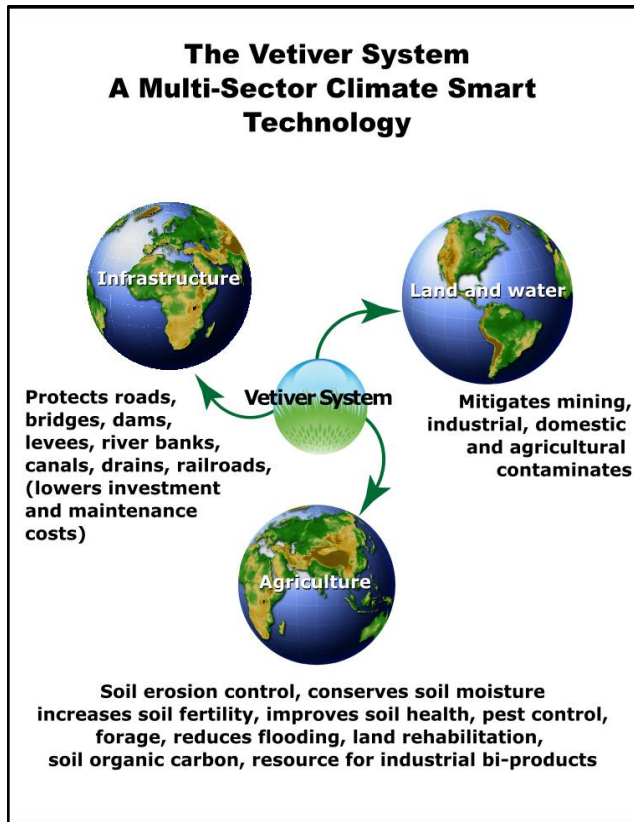 The Vetiver System
A Multi-Sector Climate Smart
Technology
Infrastructure
Land and water
Vetiver System
Protects roads,
bridges, dams,
levees, river banks,
canals, drains, railroads,
(lowers investment
and maintenance
costs)
Mitigates mining,
industrial, domestic
and agricultural
contaminates
Agriculture
Soil erosion control, conserves soil moisture
increases soil fertility, improves soil health, pest control,
forage, reduces flooding, land rehabilitation,
soil organic carbon, resource for industrial bi-products